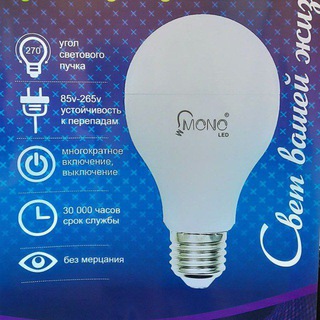 270°
угол
светового
пучка
85v-265v
устойчивость
к перепадам
многократное
включение,
выключение
30 000 часов
срок службы
без мерцания
MONO®
LED
Свет вашей жиз